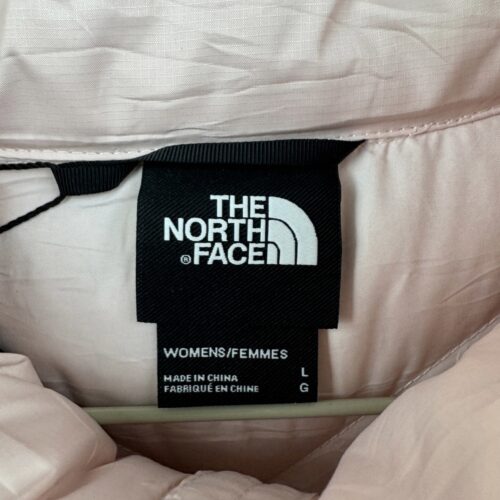 THE
NORTH
® FACE
WOMENS/FEMMES
MADE IN CHINA L
FABRIQUÉ EN CHINE G